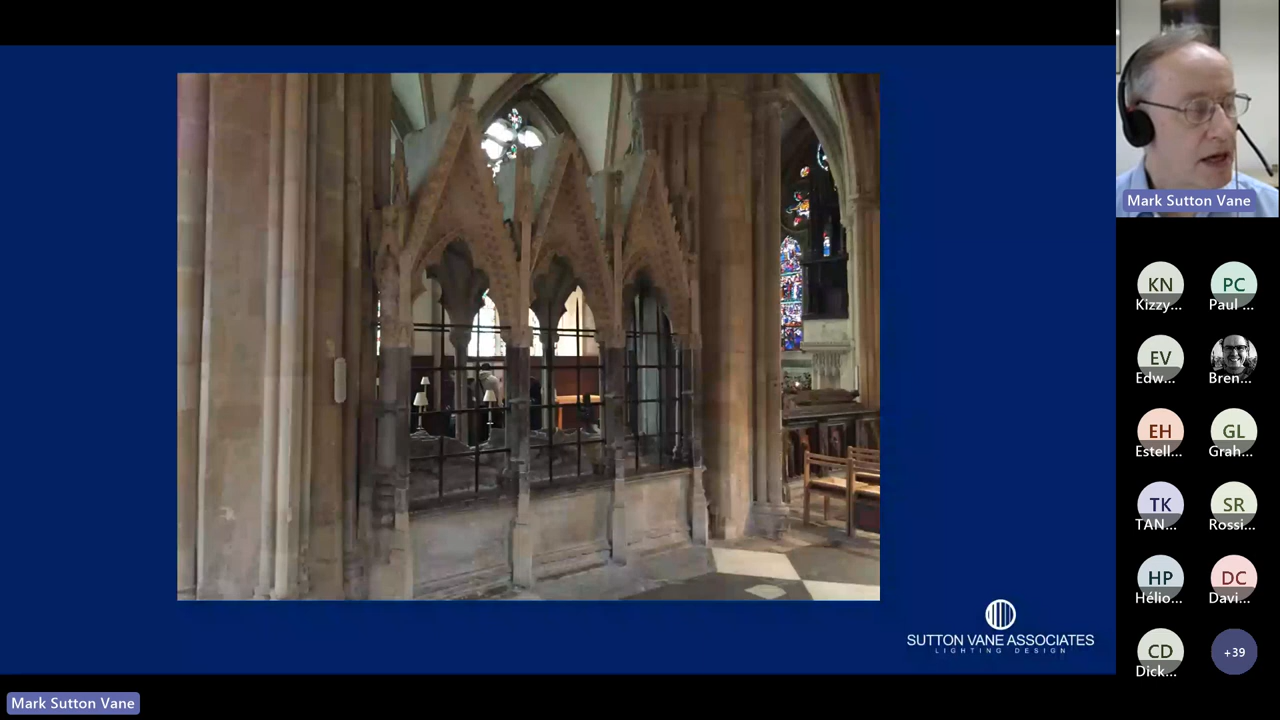 Mark Sutton Vane
KN
PC
Kizzy...
Paul ...
EV
Edw...
Bren...
EH
GL
Estell...
Grah...
TK
SR
TAN...
Rossi...
HP
DC
Hélio...
Davi...
CD
+39
Dick...
SUTTON VANE ASSOCIATES
LIGHTING DESIGN
Mark Sutton Vane